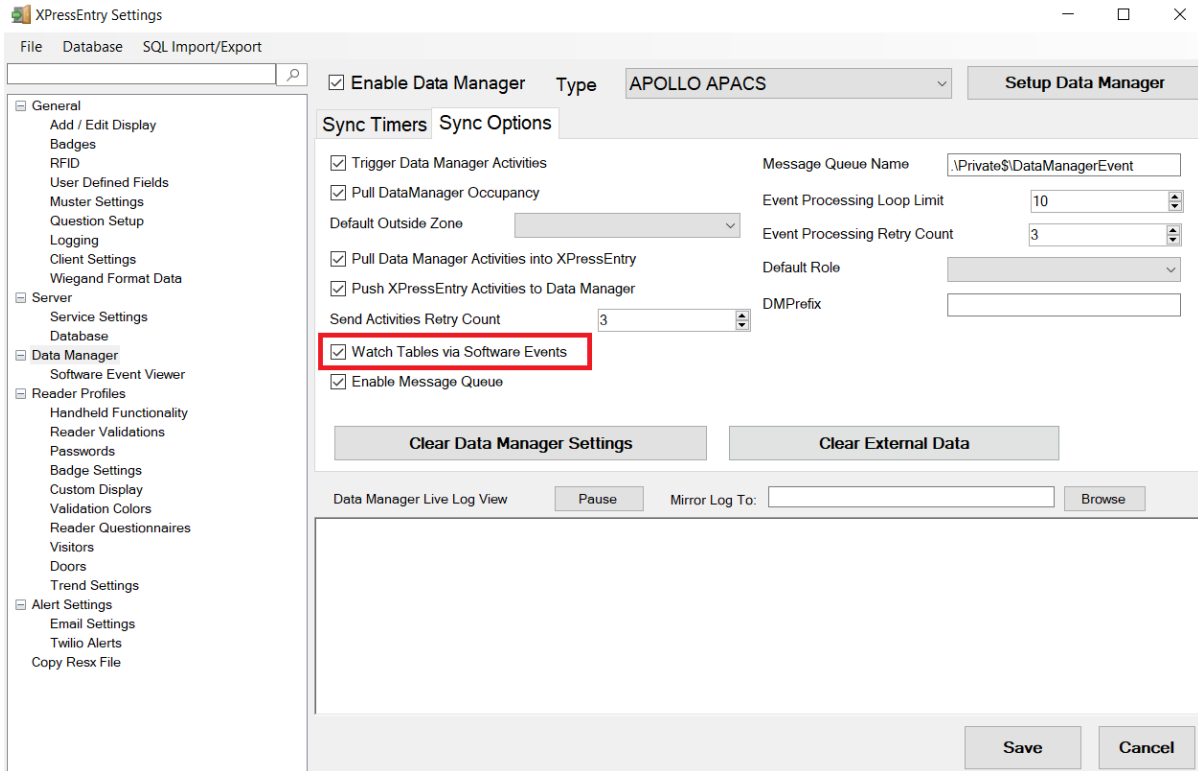 XPressEntry Settings
File Database SQL Import/Export
General
Add / Edit Display
Badges
RFID
User Defined Fields
Muster Settings
Question Setup
Logging
Client Settings
Wiegand Format Data
Server
Service Settings
Database
Data Manager
Software Event Viewer
Reader Profiles
Handheld Functionality
Reader Validations
Passwords
Badge Settings
Custom Display
Validation Colors
Reader Questionnaires
Visitors
Doors
Trend Settings
Alert Settings
Email Settings
Twilio Alerts
Copy Resx File
Enable Data Manager Type APOLLO APACS Setup Data Manager
Sync Timers Sync Options
Trigger Data Manager Activities
Pull DataManager Occupancy
Default Outside Zone
Pull Data Manager Activities into XPressEntry
Push XPressEntry Activities to Data Manager
Send Activities Retry Count 3
Watch Tables via Software Events
Enable Message Queue
Message Queue Name .\Private$\DataManagerEvent
Event Processing Loop Limit 10
Event Processing Retry Count 3
Default Role
DMPrefix
Clear Data Manager Settings Clear External Data
Data Manager Live Log View Pause Mirror Log To: Browse
Save Cancel